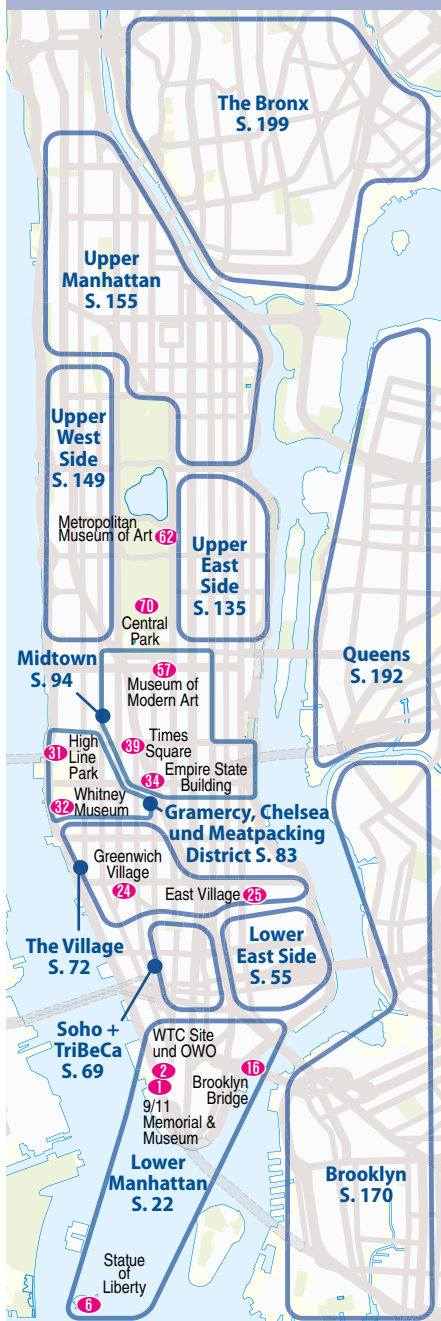 The Bronx
S. 199
Upper
Manhattan
S. 155
Upper
West
Side
S. 149
Metropolitan
Museum of Art 62
Upper
East
Side
S. 135
70
Central
Park
Midtown
S. 94
57
Museum of
Modern Art
Queens
S. 192
31 High
Line
Park
39 Times
Square
34 Empire State
Building
32 Whitney
Museum
Gramercy, Chelsea
und Meatpacking
District S. 83
Greenwich
Village
24
East Village 25
The Village
S. 72
Lower
East Side
S. 55
Soho +
TriBeCa
S. 69
WTC Site
und OWO
2
1
9/11
Memorial &
Museum
16
Brooklyn
Bridge
Lower
Manhattan
S. 22
Brooklyn
S. 170
Statue
of
Liberty
6